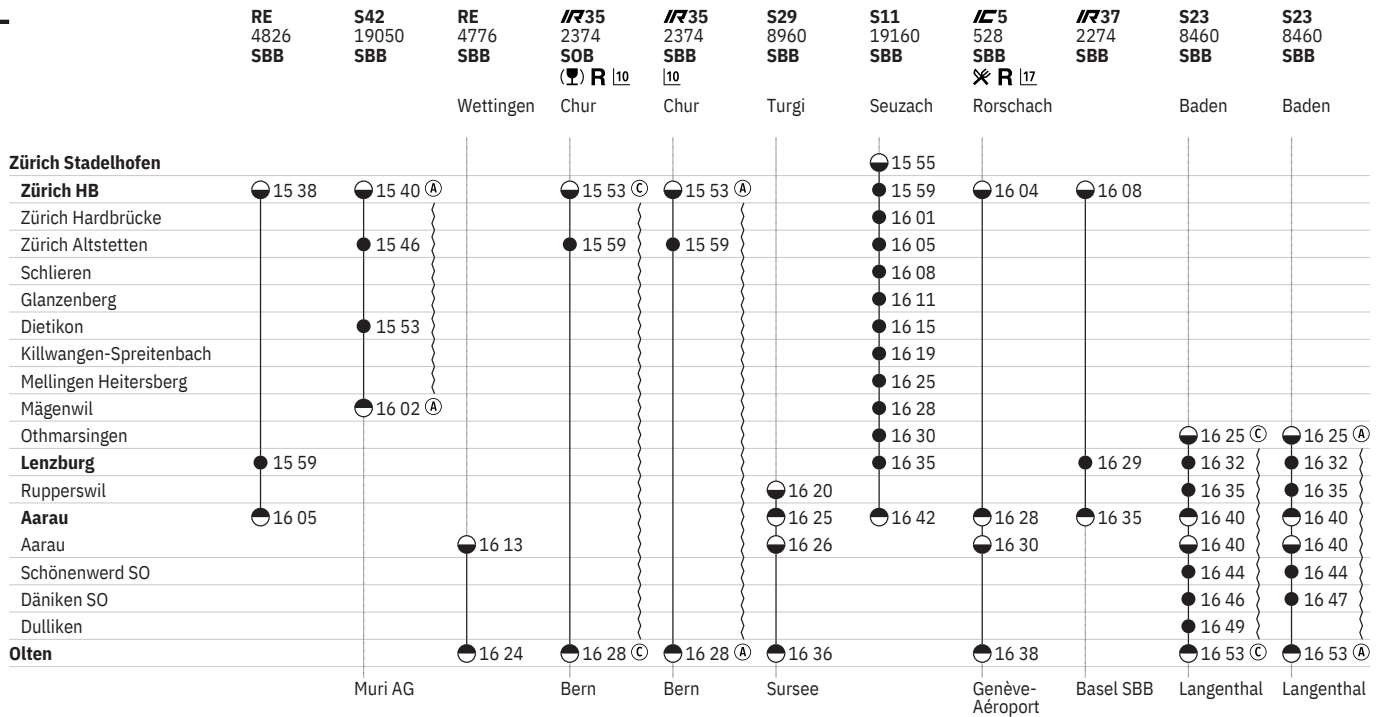 RE S42 RE IR35 IR35 S29 S11 IC5 IR37 S23 S23
4826 19050 4776 2374 2374 8960 19160 528 2274 8460 8460
SBB SBB SBB SOB SBB SBB SBB SBB SBB SBB SBB
R 10 10 R 17
Wettingen Chur Chur Turgi Seuzach Rorschach Baden Baden
Zürich Stadelhofen 15 55
Zürich HB 15 38 15 40 A 15 53 C 15 53 A 15 59 16 04 16 08
Zürich Hardbrücke 16 01
Zürich Altstetten 15 46 15 59 15 59 16 05
Schlieren 16 08
Glanzenberg 16 11
Dietikon 15 53 16 15
Killwangen-Spreitenbach 16 19
Mellingen Heitersberg 16 25
Mägenwil 16 02 A 16 28
Othmarsingen 16 30 16 25 C 16 25 A
Lenzburg 15 59 16 35 16 29 16 32 16 32
Rupperswil 16 20 16 35 16 35
Aarau 16 05 16 25 16 42 16 28 16 35 16 40 16 40
Aarau 16 13 16 26 16 30 16 40 16 40
Schönenwerd SO 16 44 16 44
Däniken SO 16 46 16 47
Dulliken 16 49
Olten 16 24 16 28 C 16 28 A 16 36 16 38 16 53 C 16 53 A
Muri AG Bern Bern Sursee Genève- Basel SBB Langenthal Langenthal
Aéroport